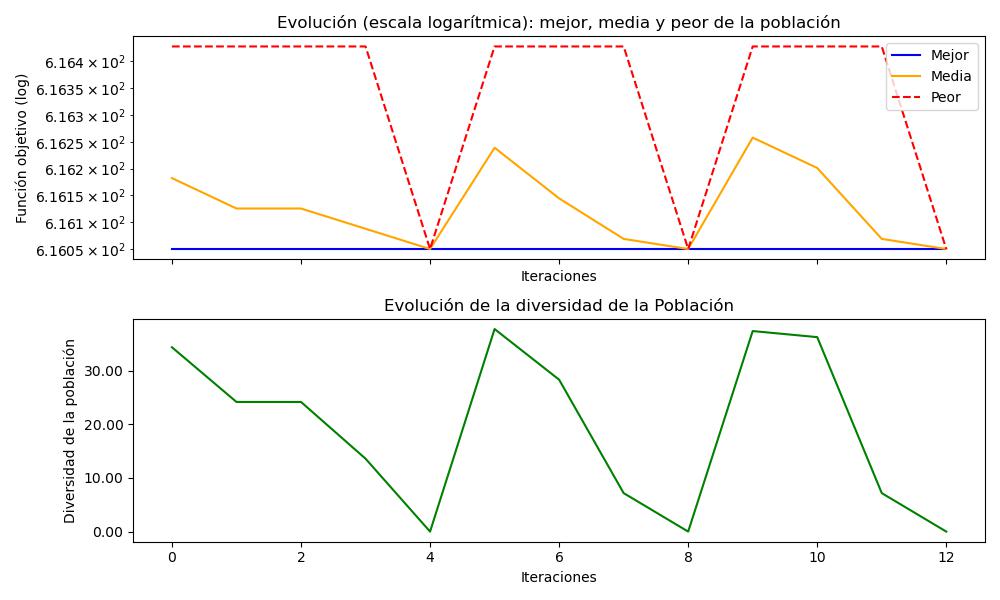 Evolución (escala logarítmica): mejor, media y peor de la población
Función objetivo (log)
6.164 × 10²
6.1635 × 10²
6.163 × 10²
6.1625 × 10²
6.162 × 10²
6.1615 × 10²
6.161 × 10²
6.1605 × 10²
Mejor
Media
Peor
Iteraciones
Evolución de la diversidad de la Población
Diversidad de la población
30.00
20.00
10.00
0.00
0 2 4 6 8 10 12
Iteraciones